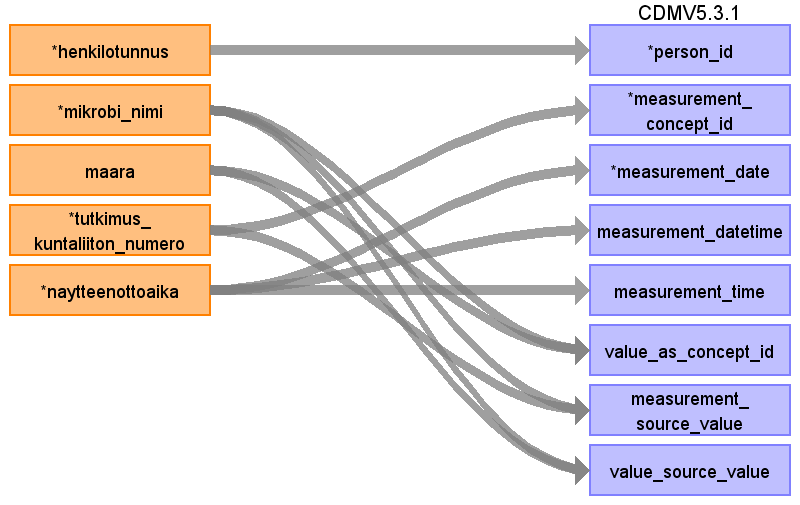 CDMV5.3.1
*henkilotunnus
*person_id
*mikrobi_nimi
*measurement_
concept_id
maara
*measurement_date
*tutkimus_
kuntaliiton_numero
measurement_datetime
*naytteenottoaika
measurement_time
value_as_concept_id
measurement_
source_value
value_source_value